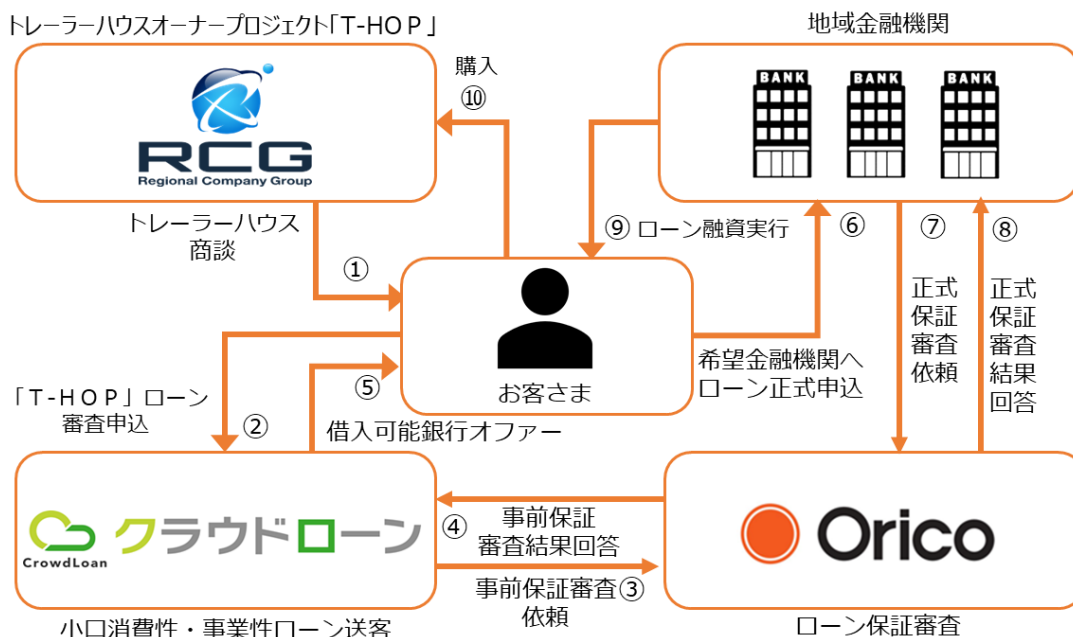 トレーラーハウスオーナープロジェクト「T-HOP」
地域金融機関
RCG
Regional Company Group
購入
⑩
BANK
BANK
BANK
トレーラーハウス
商談
①
⑨ ローン融資実行
⑥
⑦
⑧
正式
保証
審査
依頼
正式
保証
審査
結果
回答
お客さま
希望金融機関へ
ローン正式申込
「T-HOP」ローン
審査申込
②
⑤
借入可能銀行オファー
CrowdLoan
クラウドローン
④
事前保証
審査結果回答
事前保証審査③
依頼
Orico
小口消費性・事業性ローン送客
ローン保証審査